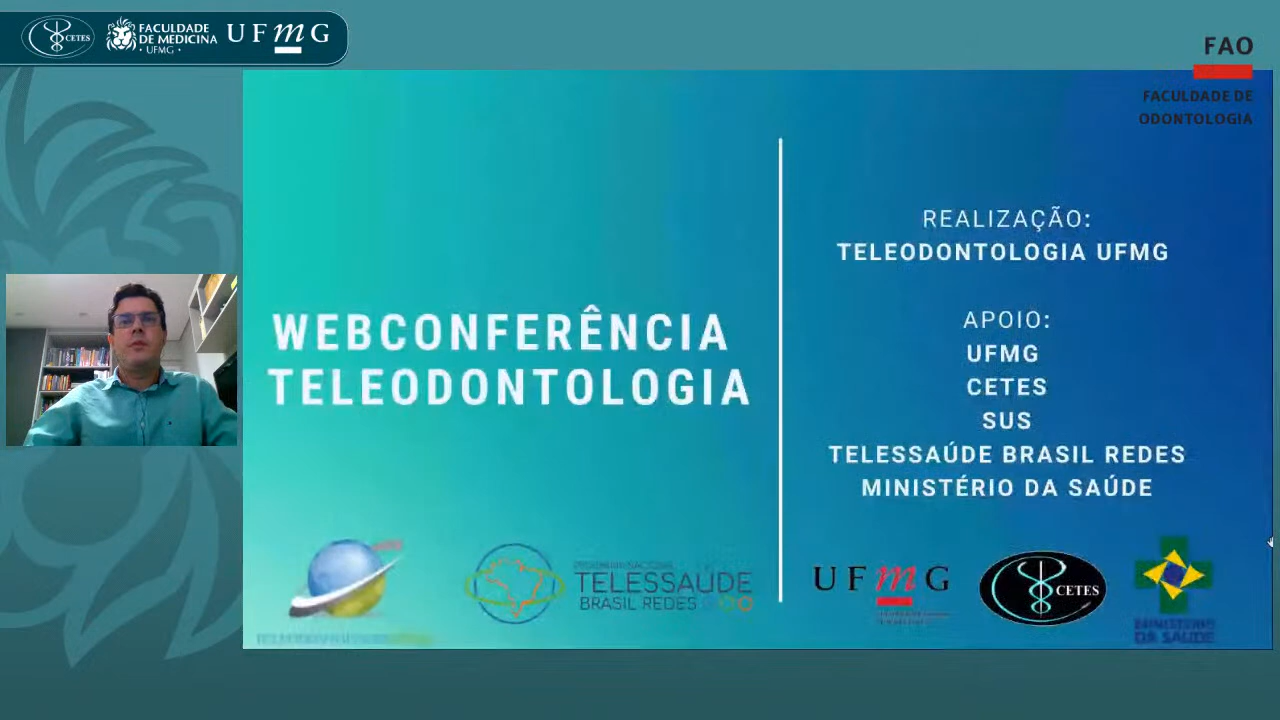 CETES
FACULDADE
DE MEDICINA
• UFMG •
UFmG
FAO
FACULDADE DE
ODONTOLOGIA
WEBCONFERÊNCIA
TELEODONTOLOGIA
REALIZAÇÃO:
TELEODONTOLOGIA UFMG
APOIO:
UFMG
CETES
SUS
TELESSAÚDE BRASIL REDES
MINISTÉRIO DA SAÚDE
TELESSAÚDE
BRASIL REDES
UFmG
CETES
MINISTÉRIO
DA SAÚDE